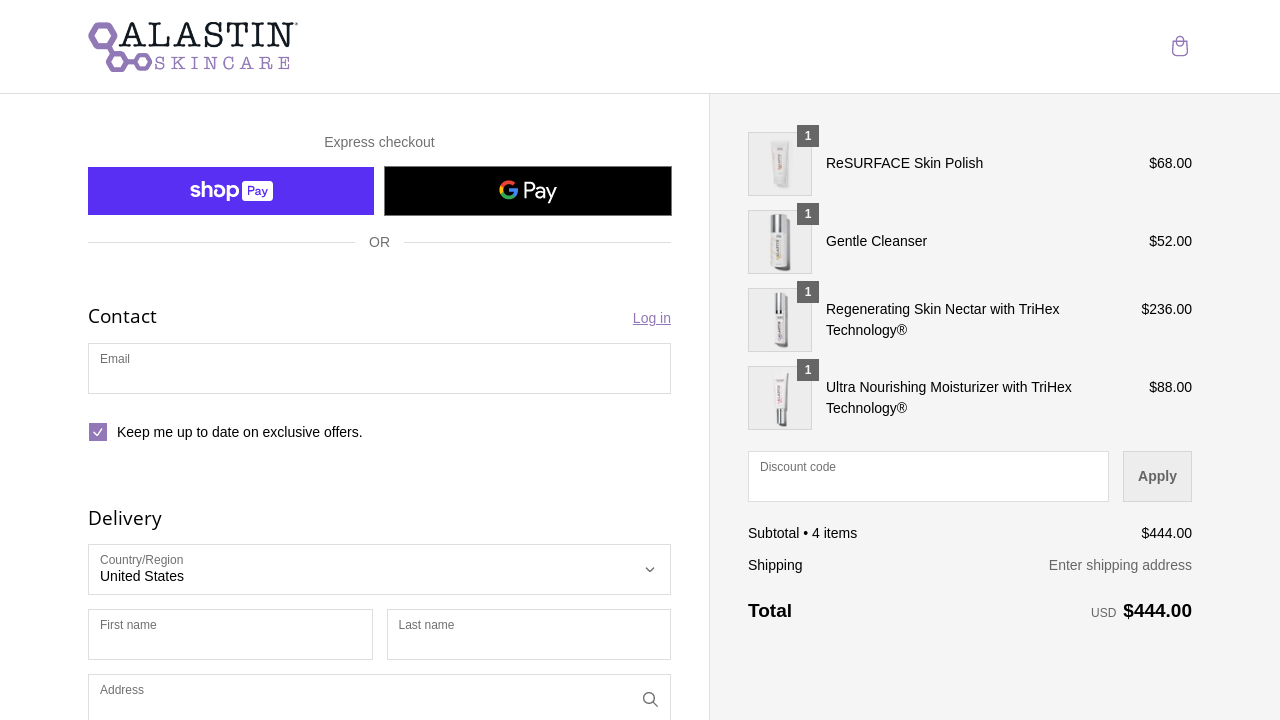 ALASTIN
SKINCARE
Express checkout
shop Pay
G Pay
OR
Contact
Log in
Email
Keep me up to date on exclusive offers.
Delivery
Country/Region
United States
First name
Last name
Address
1
ReSURFACE Skin Polish
$68.00
1
Gentle Cleanser
$52.00
1
Regenerating Skin Nectar with TriHex
Technology®
$236.00
1
Ultra Nourishing Moisturizer with TriHex
Technology®
$88.00
Discount code
Apply
Subtotal • 4 items
$444.00
Shipping
Enter shipping address
Total
USD $444.00